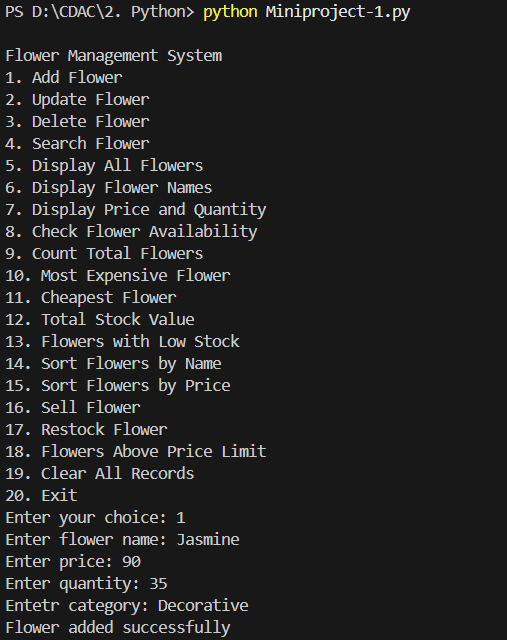 PS D:\CDAC\2. Python> python Miniproject-1.py
Flower Management System
1. Add Flower
2. Update Flower
3. Delete Flower
4. Search Flower
5. Display All Flowers
6. Display Flower Names
7. Display Price and Quantity
8. Check Flower Availability
9. Count Total Flowers
10. Most Expensive Flower
11. Cheapest Flower
12. Total Stock Value
13. Flowers with Low Stock
14. Sort Flowers by Name
15. Sort Flowers by Price
16. Sell Flower
17. Restock Flower
18. Flowers Above Price Limit
19. Clear All Records
20. Exit
Enter your choice: 1
Enter flower name: Jasmine
Enter price: 90
Enter quantity: 35
Entetr category: Decorative
Flower added successfully